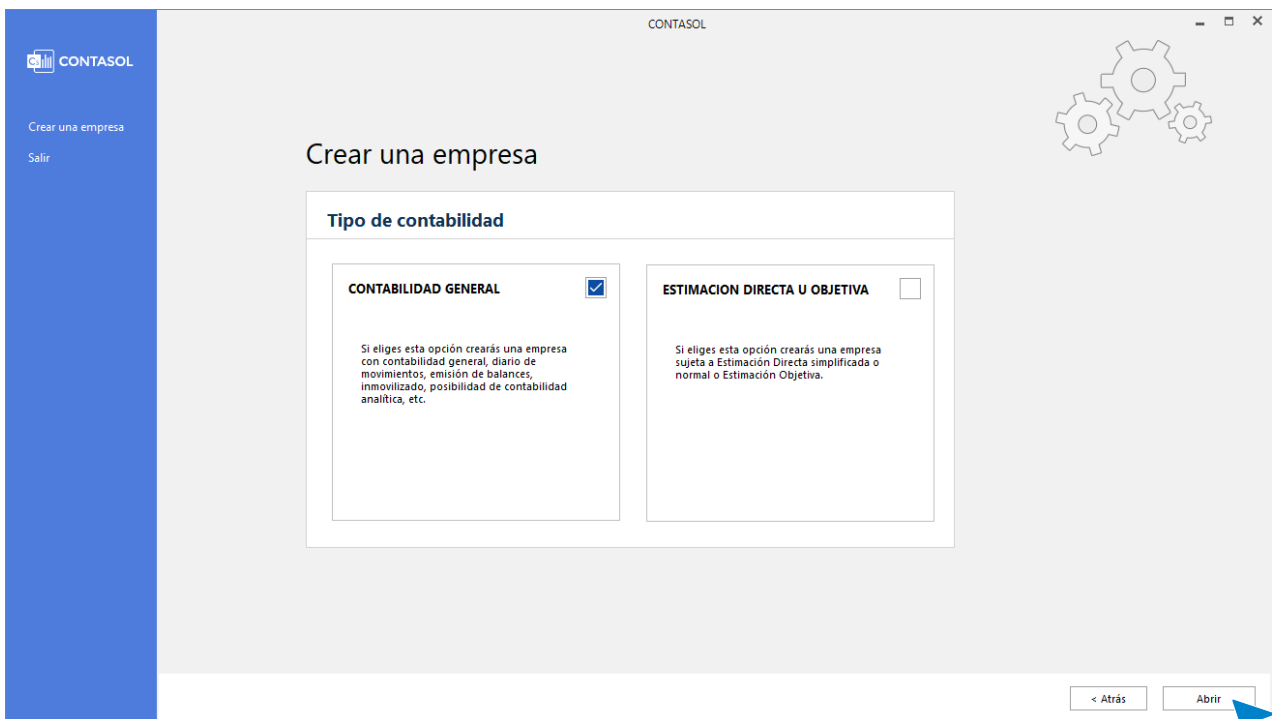 CONTASOL
CS CONTASOL
Crear una empresa
Salir
Crear una empresa
Tipo de contabilidad
CONTABILIDAD GENERAL
Si eliges esta opción crearás una empresa
con contabilidad general, diario de
movimientos, emisión de balances,
inmovilizado, posibilidad de contabilidad
analítica, etc.
ESTIMACION DIRECTA U OBJETIVA
Si eliges esta opción crearás una empresa
sujeta a Estimación Directa simplificada o
normal o Estimación Objetiva.
< Atrás
Abrir